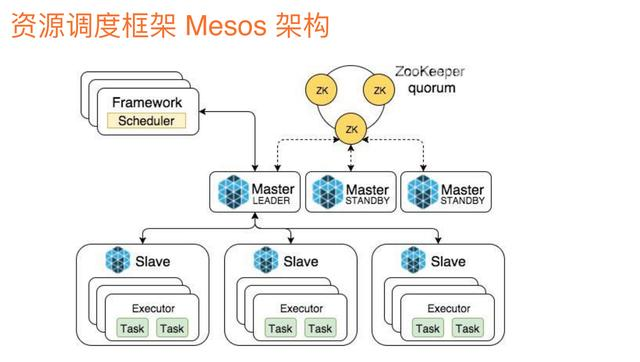 资源调度框架 Mesos 架构
Framework
Scheduler
ZooKeeper
quorum
ZK
ZK
ZK
Master
LEADER
Master
STANDBY
Master
STANDBY
Slave
Executor
Task
Task
Slave
Executor
Task
Task
Slave
Executor
Task
Task